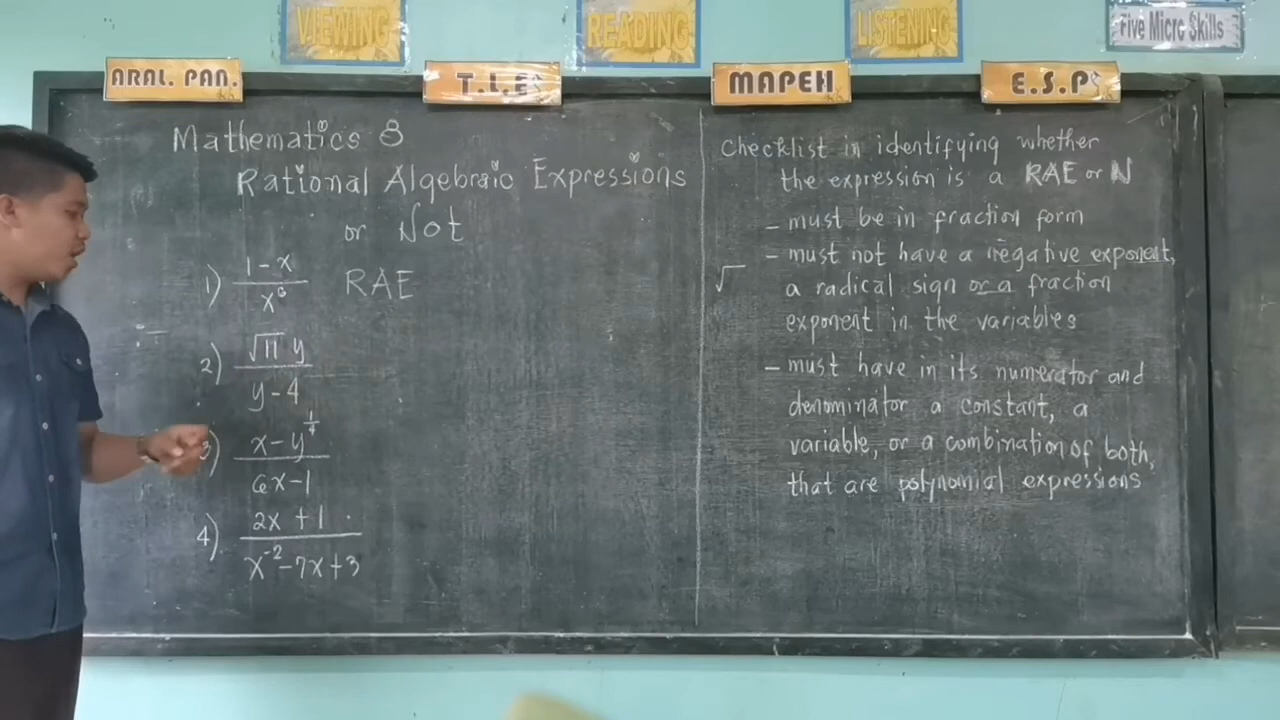 VIEWING
READING
LISTENING
Five Micro Skills
ARAL. PAN.
T.L.E
MAPEH
E.S.P
Mathematics 8
Rational Algebraic Expressions
or Not
1) 1-x / x⁶ RAE
2) √11 y / y-4
3) x-y^1/4 / 6x-1
4) 2x+1 / x⁻²-7x+3
Checklist in identifying whether
the expression is a RAE or N
- must be in fraction form
- must not have a negative exponent,
√ a radical sign or a fraction
exponent in the variables
- must have in its numerator and
denominator a constant, a
variable, or a combination of both,
that are polynomial expressions